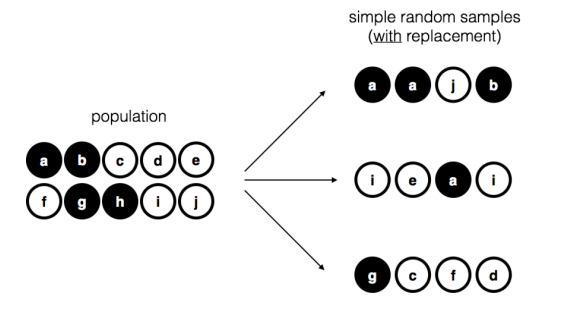 simple random samples
(with replacement)
a a j b
population
a b c d e
i e a i
f g h i j
g c f d